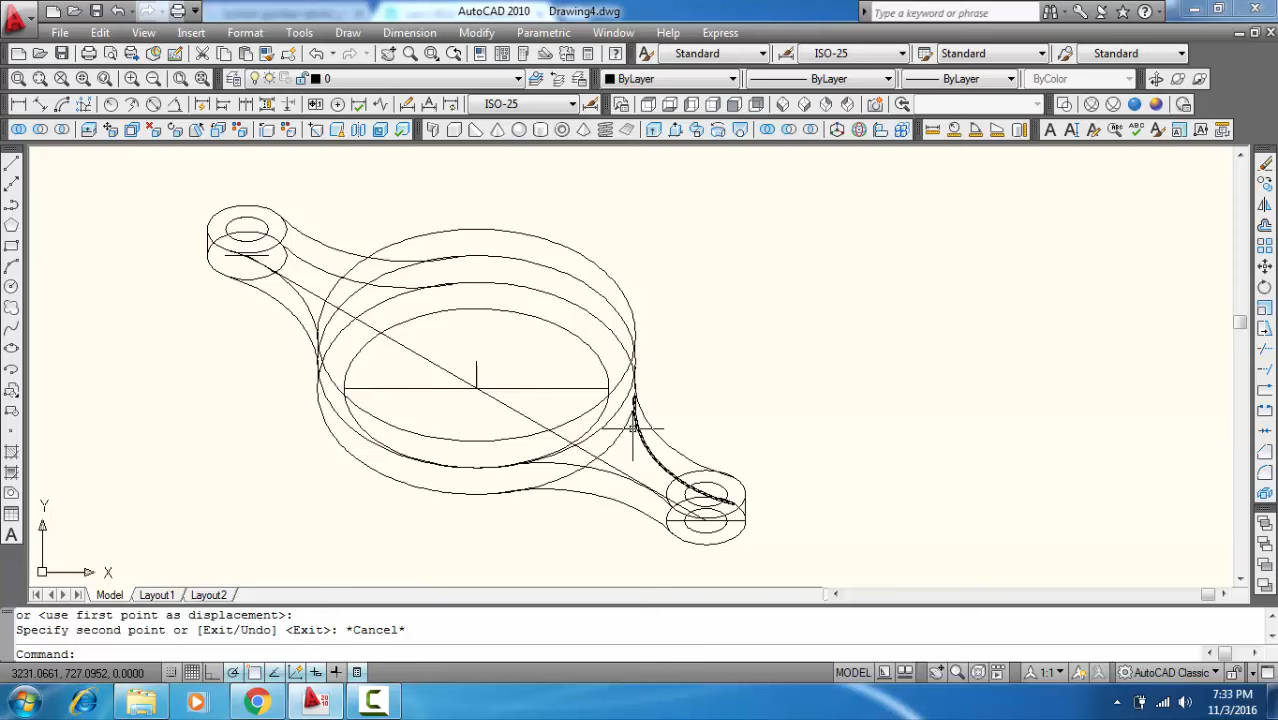 AutoCAD 2010 Drawing4.dwg
Type a keyword or phrase
File Edit View Insert Format Tools Draw Dimension Modify Parametric Window Help Express
Standard ISO-25 Standard Standard
0 ByLayer ByLayer ByLayer ByColor
ISO-25
Y
X
Model Layout1 Layout2
or <use first point as displacement>:
Specify second point or [Exit/Undo] <Exit>: *Cancel*
Command:
3231.0661, 727.0952, 0.0000 MODEL 1:1 AutoCAD Classic
7:33 PM
11/3/2016